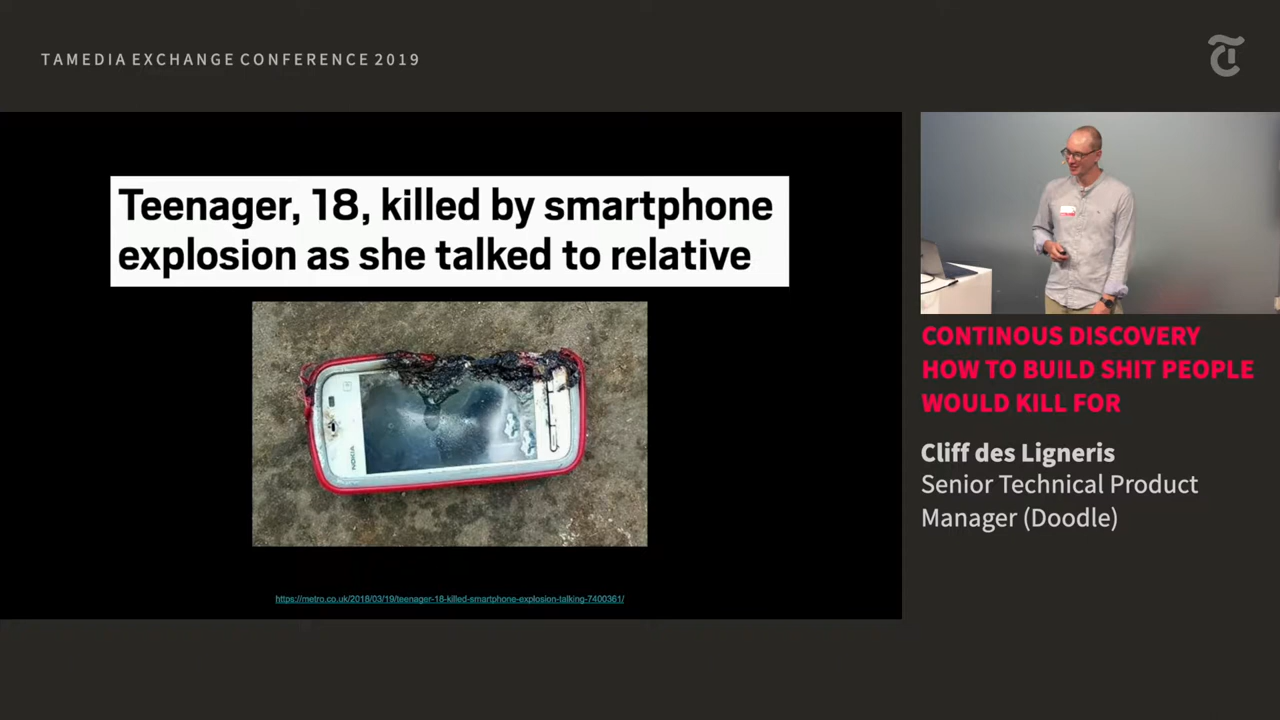 TAMEDIA EXCHANGE CONFERENCE 2019
Teenager, 18, killed by smartphone
explosion as she talked to relative
NOKIA
https://metro.co.uk/2018/03/19/teenager-18-killed-smartphone-explosion-talking-7400361/
CONTINOUS DISCOVERY
HOW TO BUILD SHIT PEOPLE
WOULD KILL FOR
Cliff des Ligneris
Senior Technical Product
Manager (Doodle)